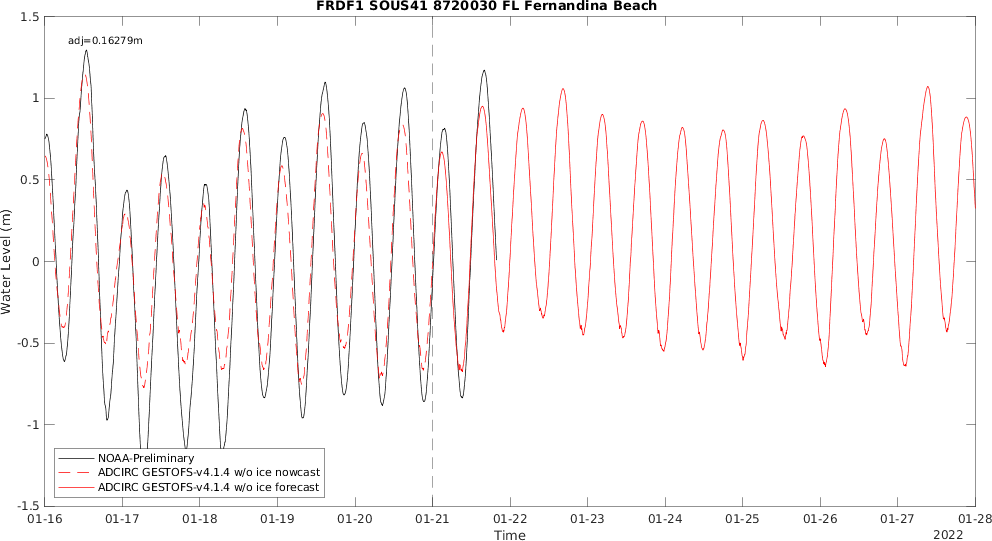 FRDF1 SOUS41 8720030 FL Fernandina Beach
1.5
adj=0.16279m
1
0.5
0
-0.5
-1
-1.5
Water Level (m)
NOAA-Preliminary
ADCIRC GESTOFS-v4.1.4 w/o ice nowcast
ADCIRC GESTOFS-v4.1.4 w/o ice forecast
01-16 01-17 01-18 01-19 01-20 01-21 01-22 01-23 01-24 01-25 01-26 01-27 01-28
Time
2022